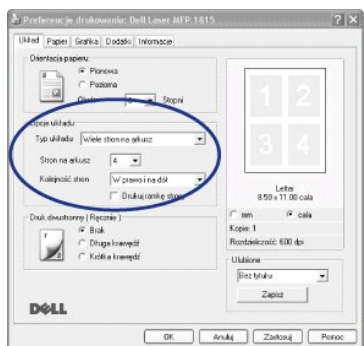 Preferencje drukowania: Dell Laser MFP 1815
Układ Papier Grafika Dodatki Informacje
Orientacja papieru
Pionowa
Pozioma
Stopni
Opcje układu
Typ układu Wiele stron na arkusz
Stron na arkusz 4
Kolejność stron W prawo i na dół
Drukuj ramkę strony
Druk dwustronny ( Ręcznie )
Brak
Długa krawędź
Krótka krawędź
1 2
3 4
Letter
8.50 x 11.00 cala
mm cala
Kopie: 1
Rozdzielczość: 600 dpi
Ulubione
Bez tytułu
Zapisz
DELL
OK Anuluj Zastosuj Pomoc